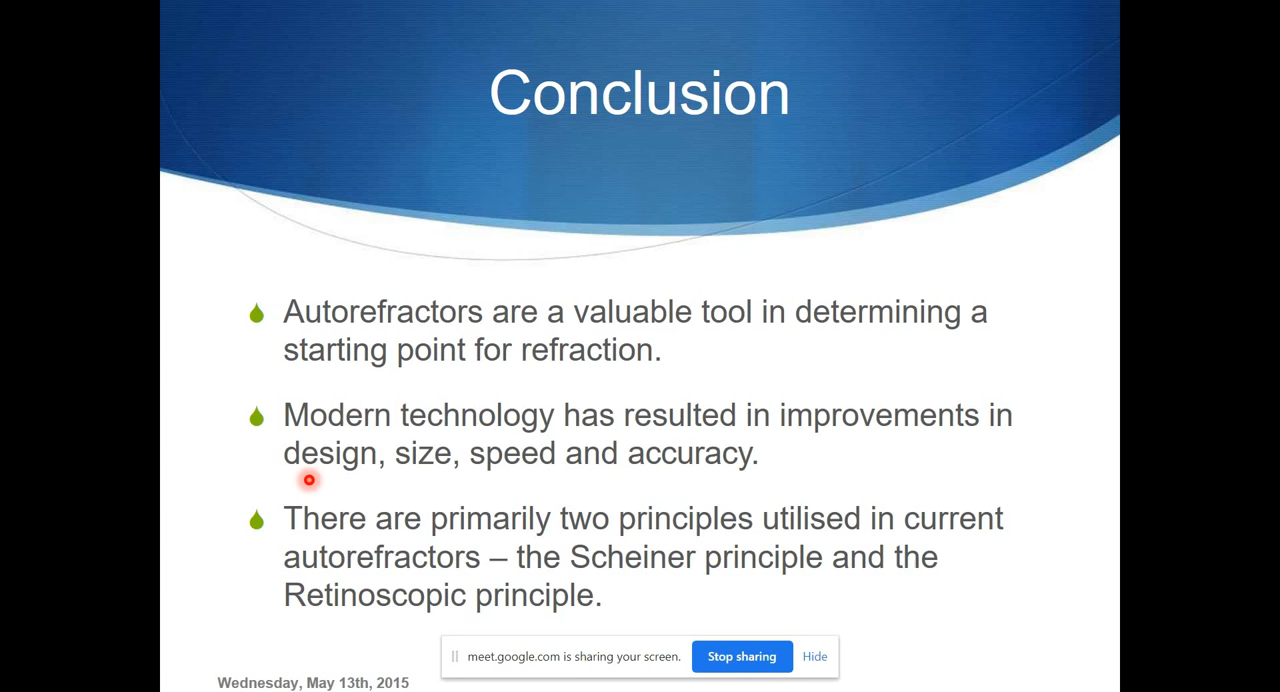 Conclusion
Autorefractors are a valuable tool in determining a
starting point for refraction.
Modern technology has resulted in improvements in
design, size, speed and accuracy.
There are primarily two principles utilised in current
autorefractors – the Scheiner principle and the
Retinoscopic principle.
meet.google.com is sharing your screen. Stop sharing Hide
Wednesday, May 13th, 2015